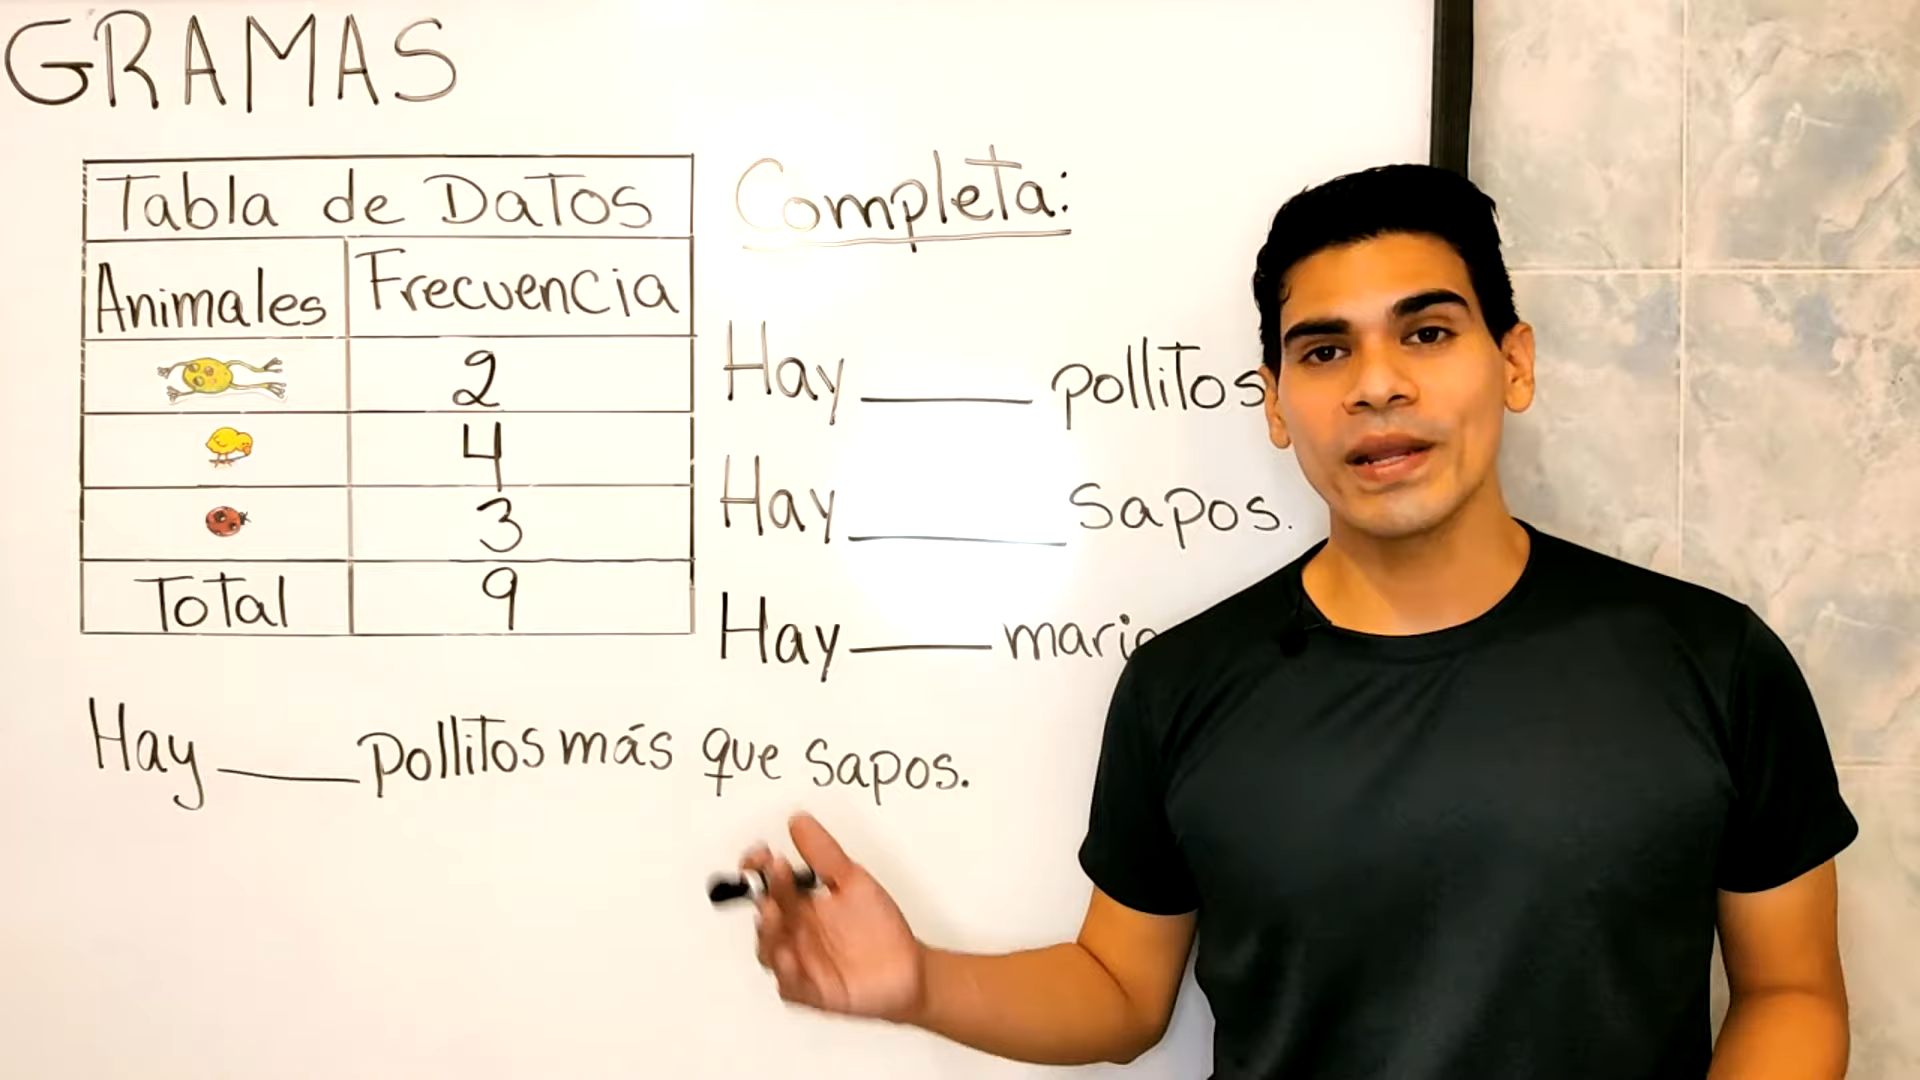 GRAMAS
Tabla de Datos
Animales Frecuencia
2
4
3
Total 9
Completa:
Hay ____ pollitos
Hay ____ sapos.
Hay ____
Hay ____ pollitos más que sapos.